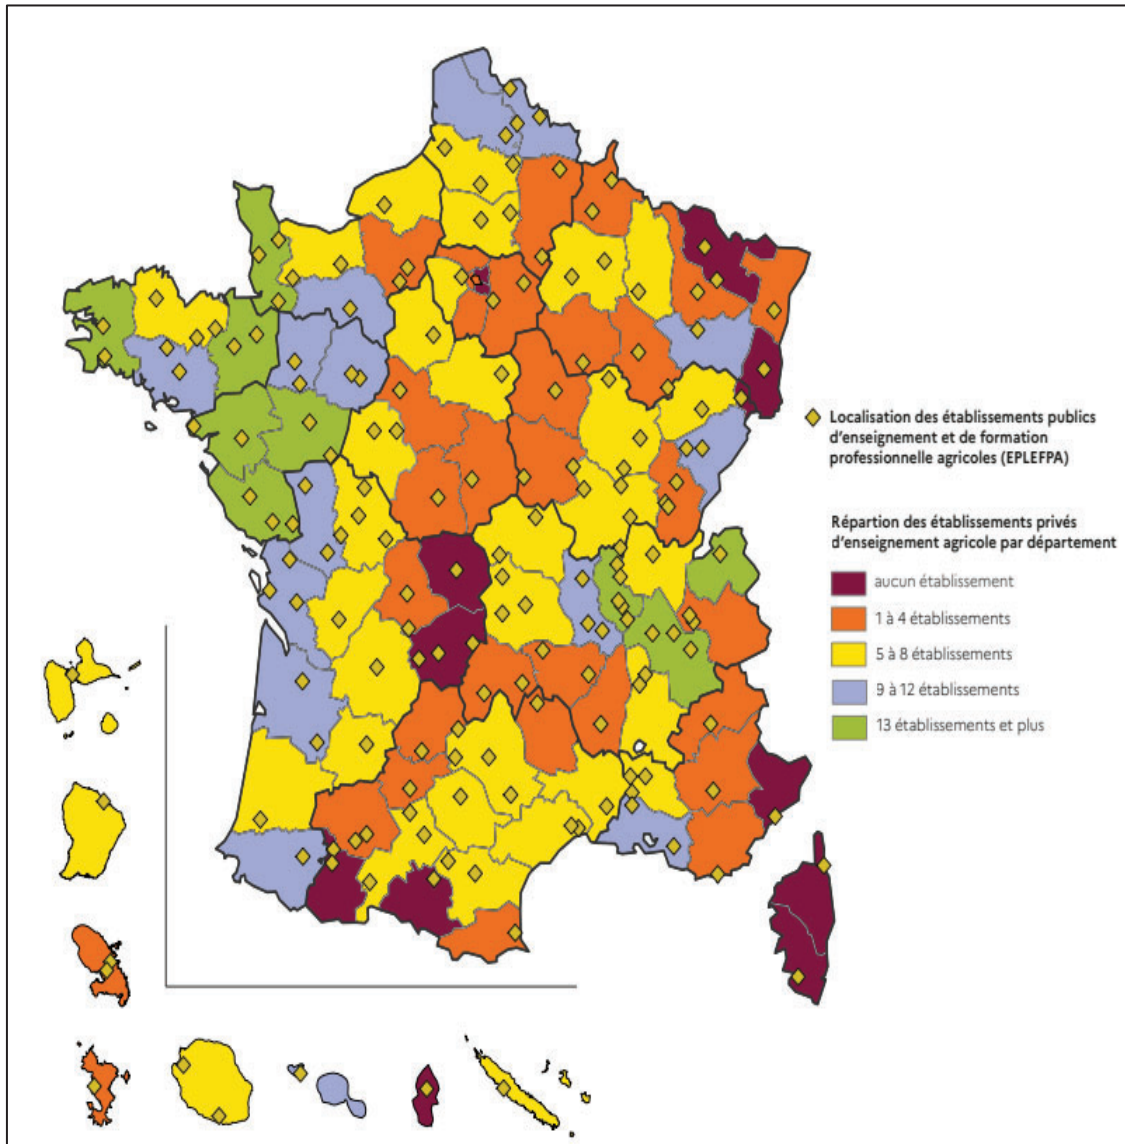 Localisation des établissements publics
d'enseignement et de formation
professionnelle agricoles (EPLEFPA)
Répartion des établissements privés
d'enseignement agricole par département
aucun établissement
1 à 4 établissements
5 à 8 établissements
9 à 12 établissements
13 établissements et plus